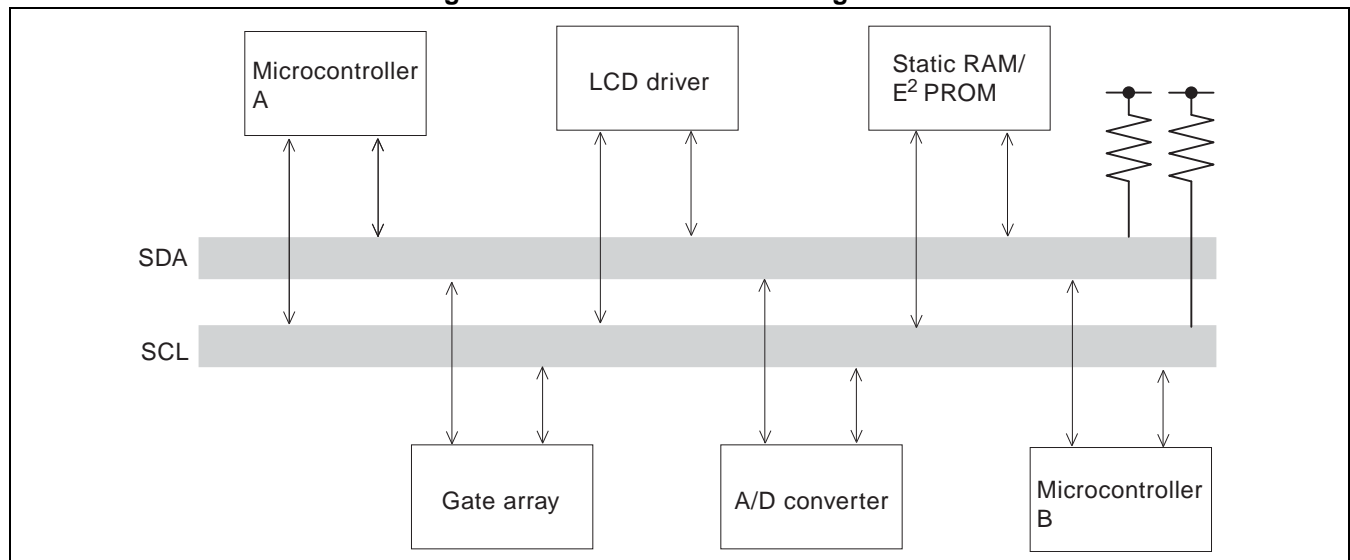 Microcontroller
A
LCD driver
Static RAM/
E² PROM
SDA
SCL
Gate array
A/D converter
Microcontroller
B